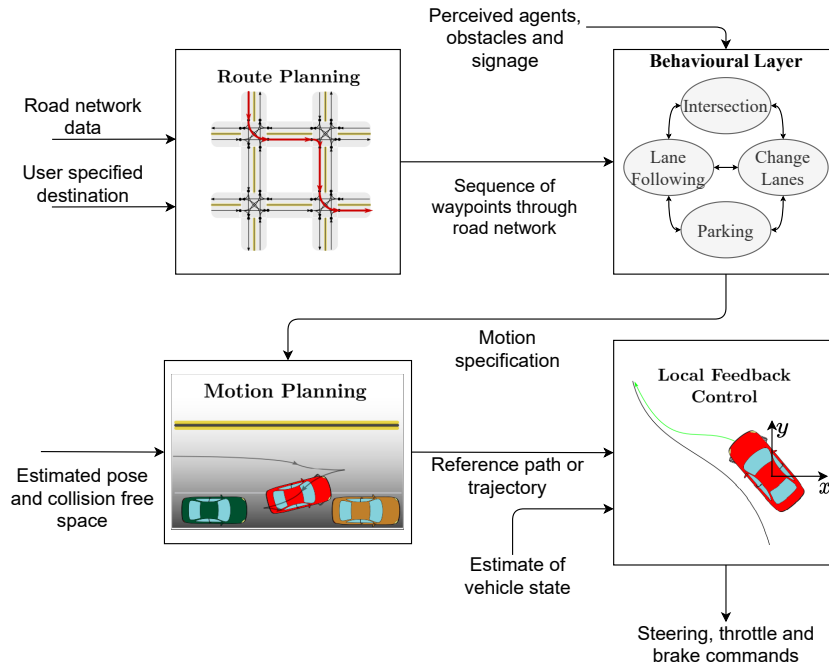 Perceived agents,
obstacles and
signage
Route Planning
Behavioural Layer
Road network
data
User specified
destination
Sequence of
waypoints through
road network
Intersection
Lane
Following
Change
Lanes
Parking
Motion
specification
Motion Planning
Local Feedback
Control
y
x
Estimated pose
and collision free
space
Reference path or
trajectory
Estimate of
vehicle state
Steering, throttle and
brake commands